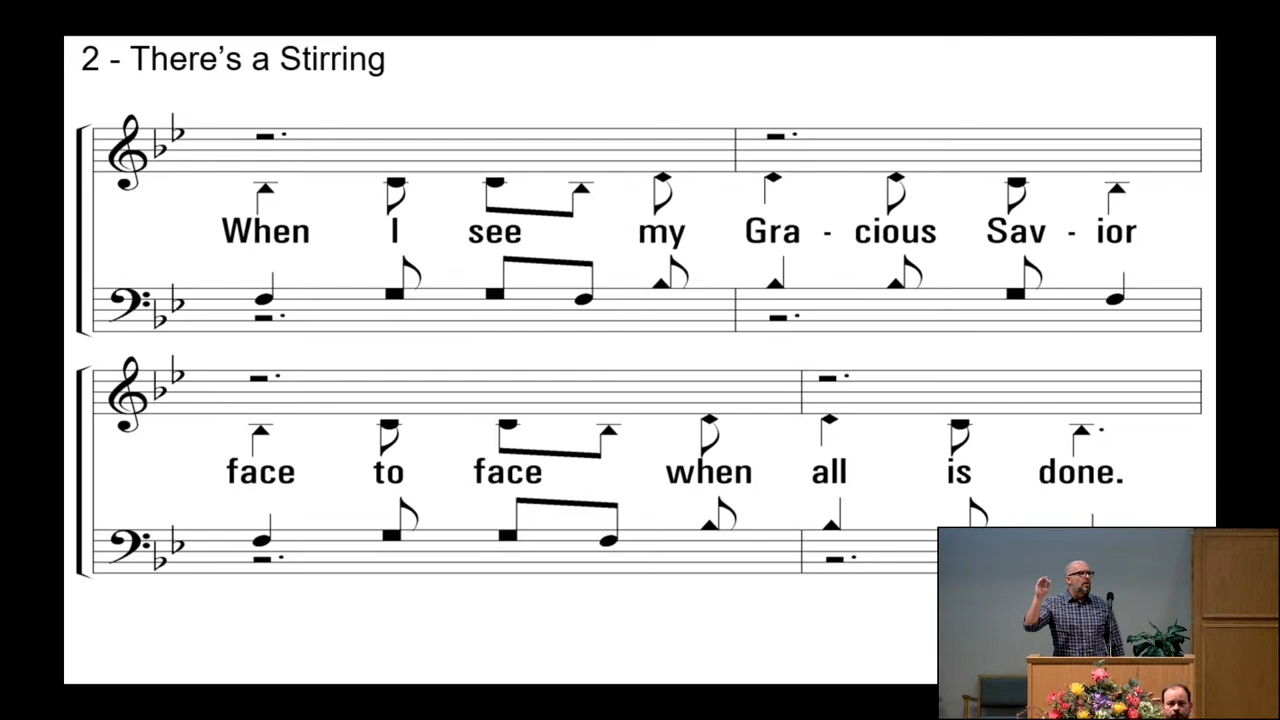 2 - There's a Stirring
When I see my Gra - cious Sav - ior
face to face when all is done.